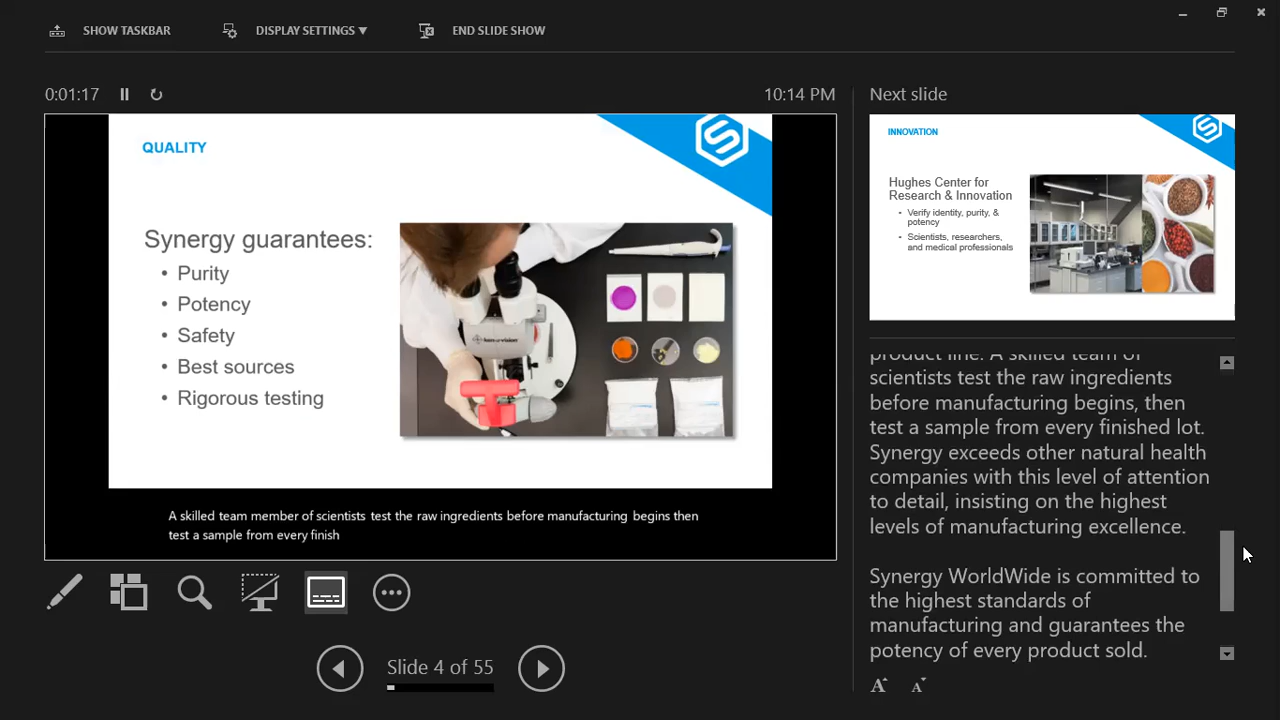 SHOW TASKBAR
DISPLAY SETTINGS ▼
END SLIDE SHOW
0:01:17
10:14 PM
QUALITY
Synergy guarantees:
• Purity
• Potency
• Safety
• Best sources
• Rigorous testing
A skilled team member of scientists test the raw ingredients before manufacturing begins then
test a sample from every finish
Slide 4 of 55
Next slide
INNOVATION
Hughes Center for
Research & Innovation
• Verify identity, purity, &
potency
• Scientists, researchers,
and medical professionals
product line. A skilled team of
scientists test the raw ingredients
before manufacturing begins, then
test a sample from every finished lot.
Synergy exceeds other natural health
companies with this level of attention
to detail, insisting on the highest
levels of manufacturing excellence.
Synergy WorldWide is committed to
the highest standards of
manufacturing and guarantees the
potency of every product sold.
A A